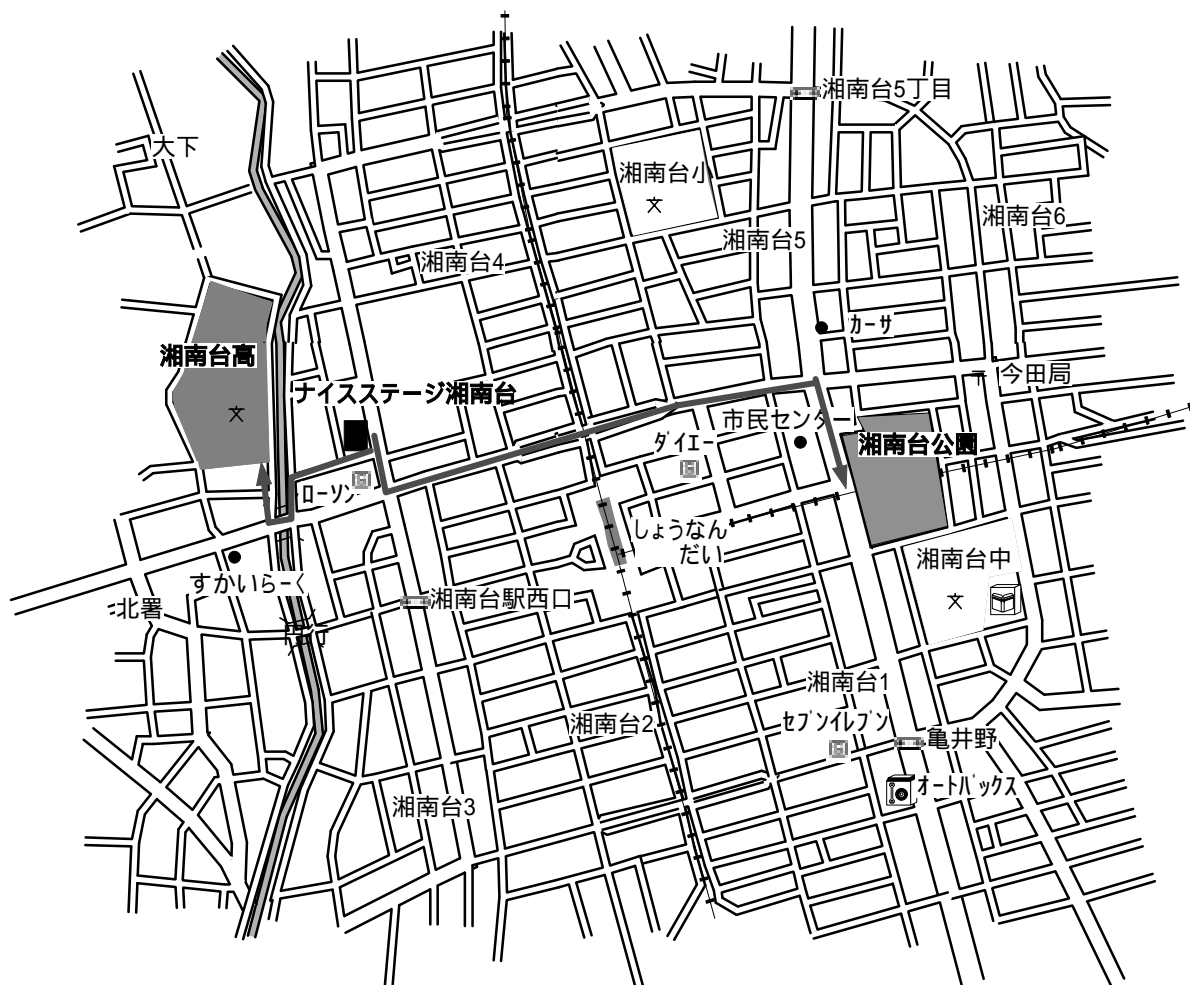 湘南台5丁目
大下
湘南台小
湘南台6
湘南台5
湘南台4
カーサ
湘南台高
今田局
ナイスステージ湘南台
市民センター
ダイエー
湘南台公園
ローソン
しょうなん
だい
湘南台中
すかいらーく
湘南台駅西口
北署
円行
湘南台1
セブンイレブン
湘南台2
亀井野
オートバックス
湘南台3